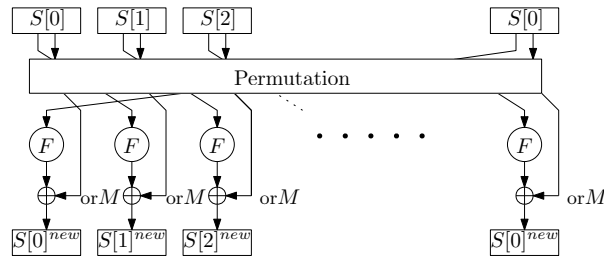 S[0] S[1] S[2] S[0]
Permutation
F F F F
orM orM orM orM
S[0]^{new} S[1]^{new} S[2]^{new} S[0]^{new}